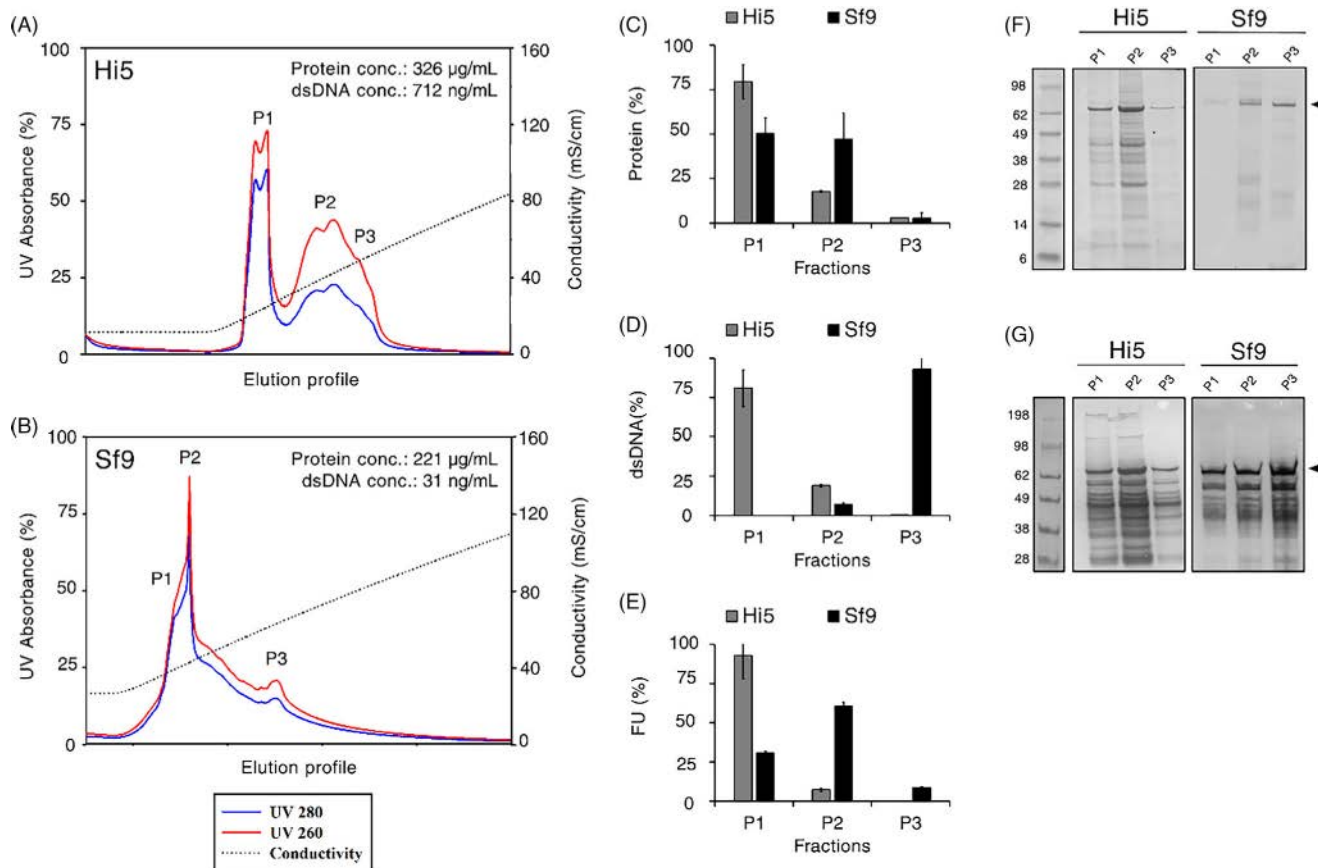 (A)
Hi5
Protein conc.: 326 µg/mL
dsDNA conc.: 712 ng/mL
P1
P2
P3
UV Absorbance (%)
100
75
50
25
0
Conductivity (mS/cm)
160
120
80
40
0
Elution profile
(B)
Sf9
Protein conc.: 221 µg/mL
dsDNA conc.: 31 ng/mL
P2
P1
P3
UV Absorbance (%)
100
75
50
25
0
Conductivity (mS/cm)
160
120
80
40
0
Elution profile
UV 280
UV 260
Conductivity
(C)
Hi5 Sf9
Protein (%)
100
75
50
25
0
P1 P2 P3
Fractions
(D)
Hi5 Sf9
dsDNA(%)
100
75
50
25
0
P1 P2 P3
Fractions
(E)
Hi5 Sf9
FU (%)
100
75
50
25
0
P1 P2 P3
Fractions
(F)
Hi5 Sf9
P1 P2 P3 P1 P2 P3
98
62
49
38
28
14
6
(G)
Hi5 Sf9
P1 P2 P3 P1 P2 P3
198
98
62
49
38
28